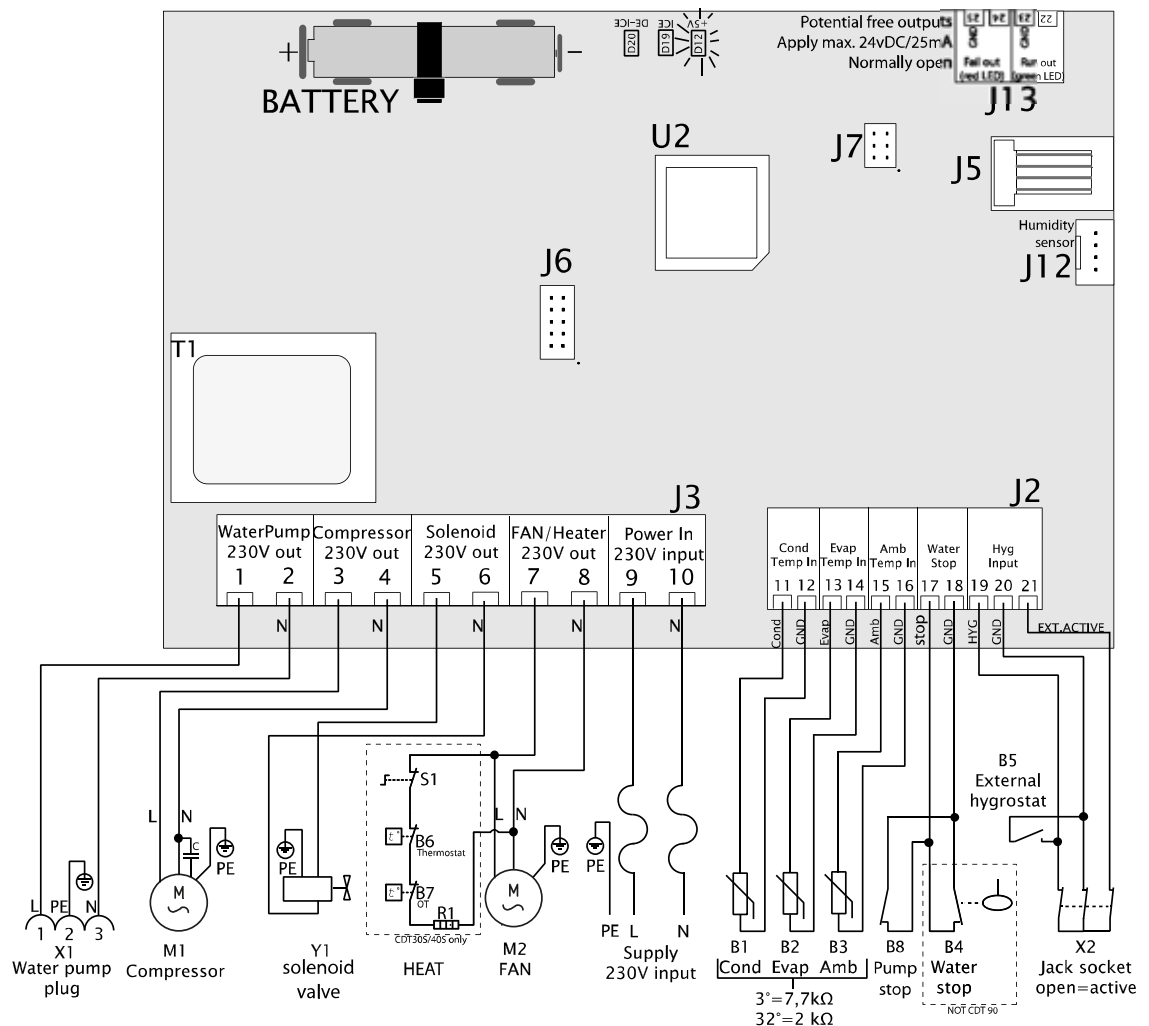 +
−
BATTERY
DE-ICE
D20
ICE
D19
+5V
D12
Potential free outputs
Apply max. 24vDC/25mA
Normally open
25
24
23
22
GND
GND
Fail out
(red LED)
Run out
(green LED)
J13
U2
J7
J5
Humidity
sensor
J12
J6
T1
J3
J2
WaterPump
230V out
1 2
Compressor
230V out
3 4
Solenoid
230V out
5 6
FAN/Heater
230V out
7 8
Power In
230V input
9 10
Cond
Temp In
11 12
Evap
Temp In
13 14
Amb
Temp In
15 16
Water
Stop
17 18
Hyg
Input
19 20 21
N
N
N
N
N
Cond
GND
Evap
GND
Amb
GND
stop
GND
HYG
GND
EXT.ACTIVE
L PE N
1 2 3
X1
Water pump
plug
L N
C
PE
M
M1
Compressor
PE
Y1
solenoid
valve
S1
t°
B6
Thermostat
t°
B7
OT
R1
CDT30S/40S only
HEAT
L N
PE
M
M2
FAN
PE
PE L N
Supply
230V input
B1
Cond
B2
Evap
B3
Amb
3°=7,7kΩ
32°=2 kΩ
B8
Pump
stop
B4
Water
stop
NOT CDT 90
B5
External
hygrostat
X2
Jack socket
open=active